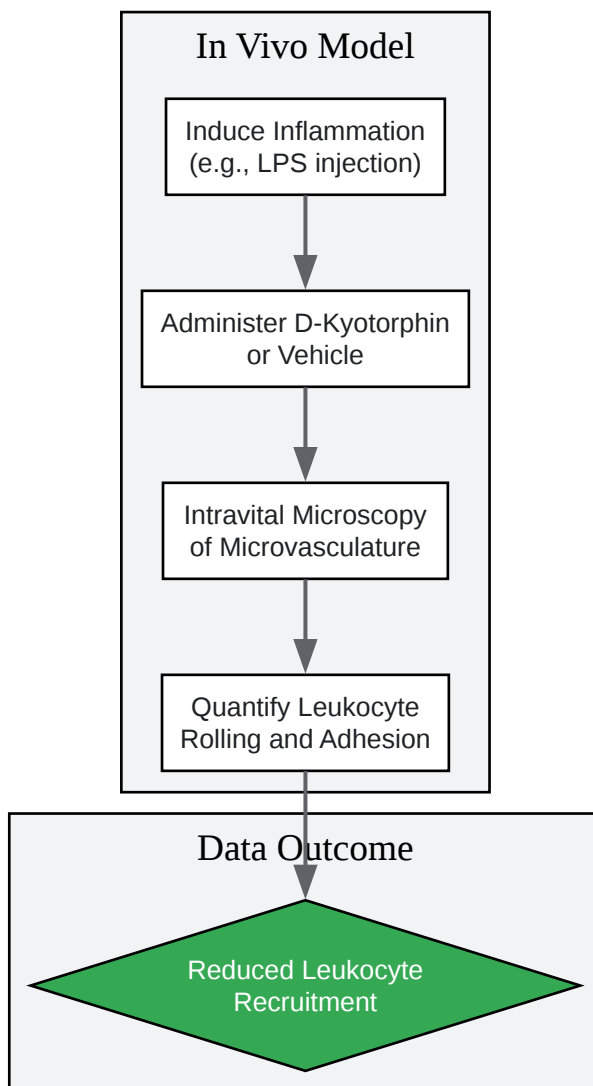 In Vivo Model
Induce Inflammation
(e.g., LPS injection)
Administer D-Kyotorphin
or Vehicle
Intravital Microscopy
of Microvasculature
Quantify Leukocyte
Rolling and Adhesion
Data Outcome
Reduced Leukocyte
Recruitment